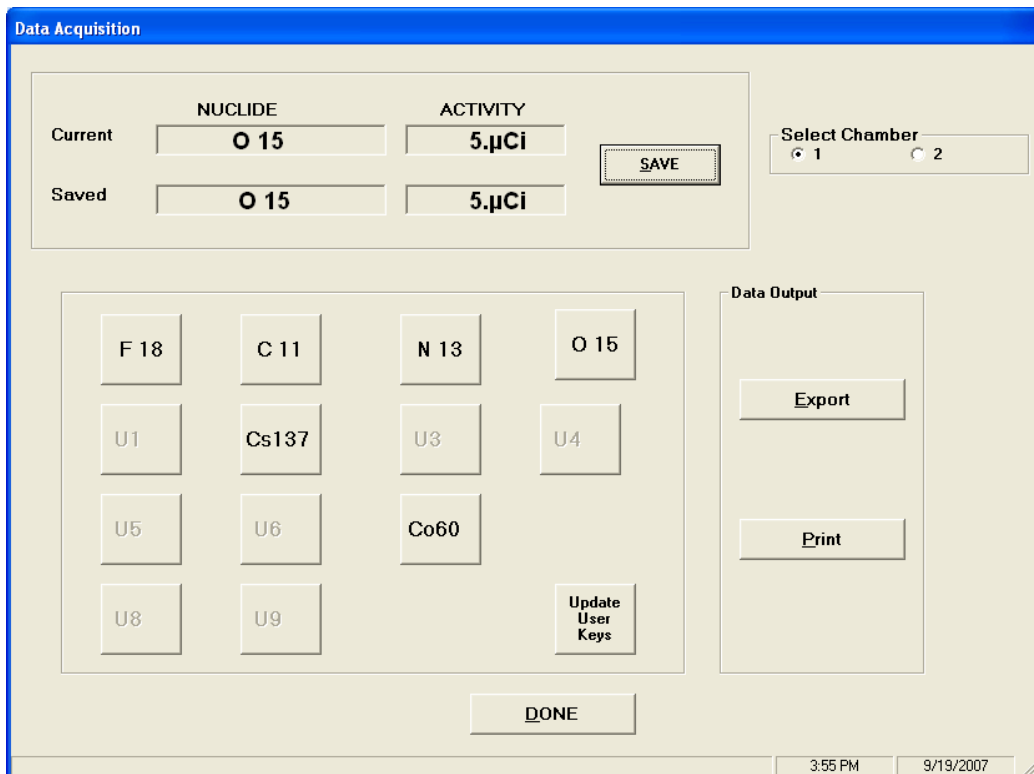 Data Acquisition
NUCLIDE ACTIVITY
Current O 15 5.µCi
SAVE
Saved O 15 5.µCi
Select Chamber
1 2
F 18 C 11 N 13 O 15
U1 Cs137 U3 U4
U5 U6 Co60
U8 U9
Update
User
Keys
Data Output
Export
Print
DONE
3:55 PM 9/19/2007